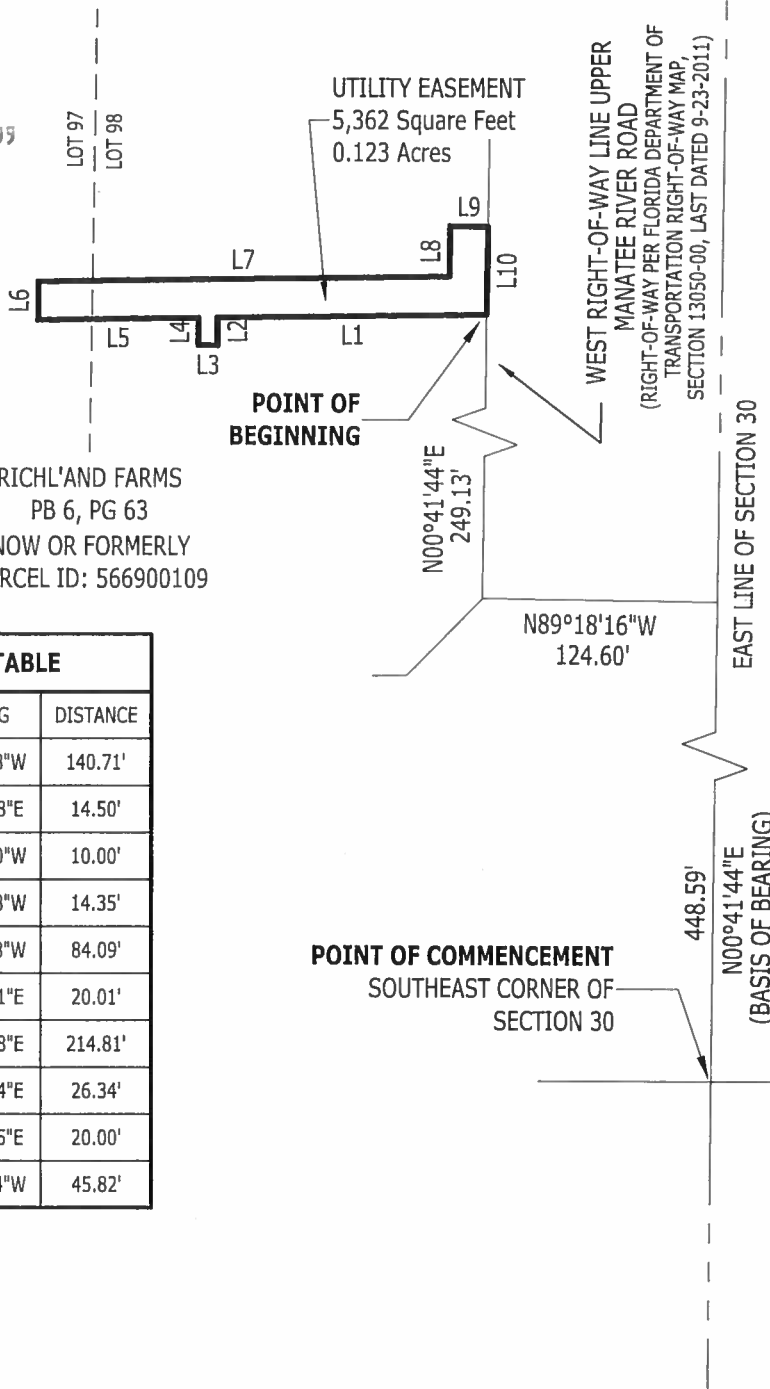 UTILITY EASEMENT
5,362 Square Feet
0.123 Acres
LOT 97
LOT 98
L9
L8
L7
L10
L6
L5
L4
L2
L1
L3
WEST RIGHT-OF-WAY LINE UPPER
MANATEE RIVER ROAD
(RIGHT-OF-WAY PER FLORIDA DEPARTMENT OF
TRANSPORTATION RIGHT-OF-WAY MAP,
SECTION 13050-00, LAST DATED 9-23-2011)
POINT OF
BEGINNING
N00°41'44"E
249.13'
EAST LINE OF SECTION 30
RICHL'AND FARMS
PB 6, PG 63
NOW OR FORMERLY
RCEL ID: 566900109
N89°18'16"W
124.60'
TABLE
G DISTANCE
"W 140.71'
"E 14.50'
"W 10.00'
"W 14.35'
"W 84.09'
1"E 20.01'
"E 214.81'
4"E 26.34'
"E 20.00'
"W 45.82'
448.59'
N00°41'44"E
(BASIS OF BEARING)
POINT OF COMMENCEMENT
SOUTHEAST CORNER OF
SECTION 30